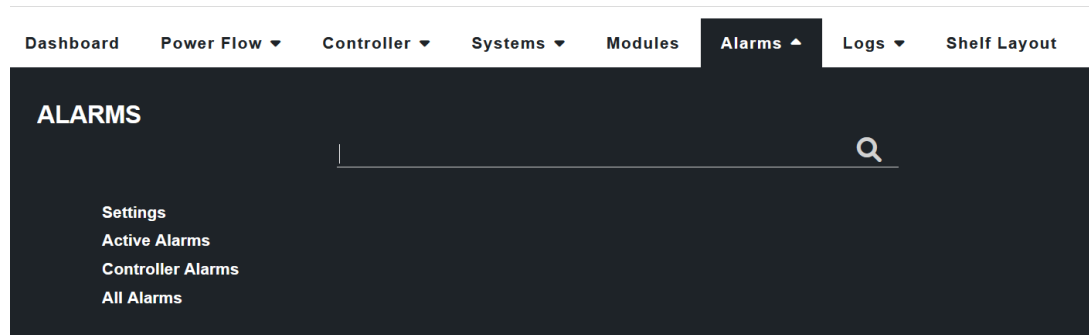 Dashboard Power Flow Controller Systems Modules Alarms Logs Shelf Layout
ALARMS
Settings
Active Alarms
Controller Alarms
All Alarms